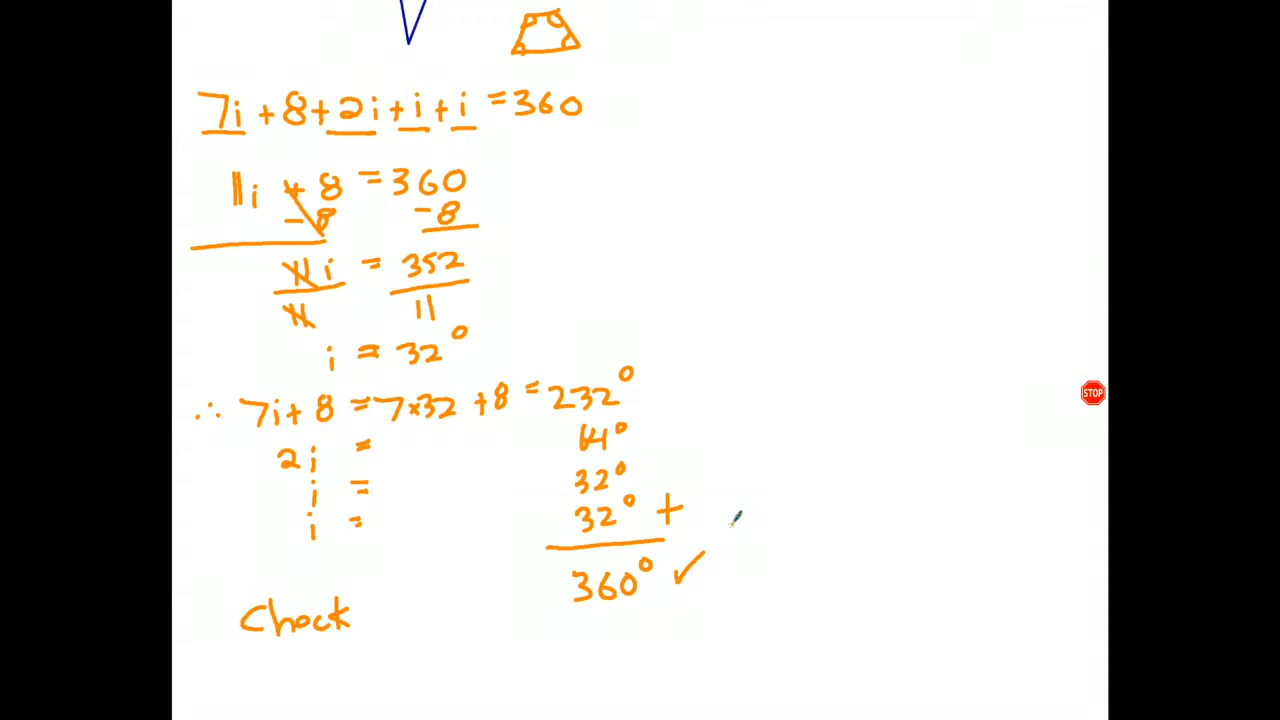 7i + 8 + 2i + i + i = 360
11i + 8 = 360
- 8 - 8
11i = 352
11 11
i = 32°
∴ 7i + 8 = 7×32 + 8 = 232°
2i = 64°
i = 32°
i = 32° +
360° ✓
Check
STOP